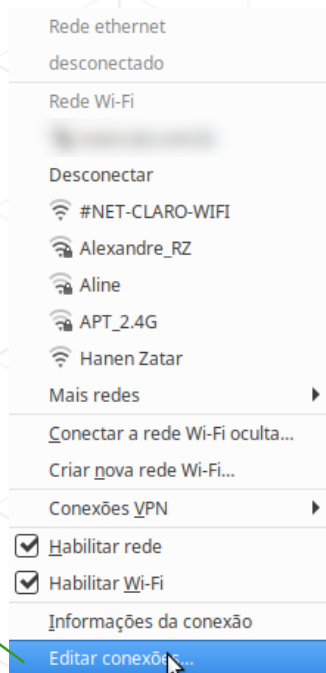 Rede ethernet
desconectado
Rede Wi-Fi
Desconectar
#NET-CLARO-WIFI
Alexandre_RZ
Aline
APT_2.4G
Hanen Zatar
Mais redes
Conectar a rede Wi-Fi oculta...
Criar nova rede Wi-Fi...
Conexões VPN
Habilitar rede
Habilitar Wi-Fi
Informações da conexão
Editar conexões...